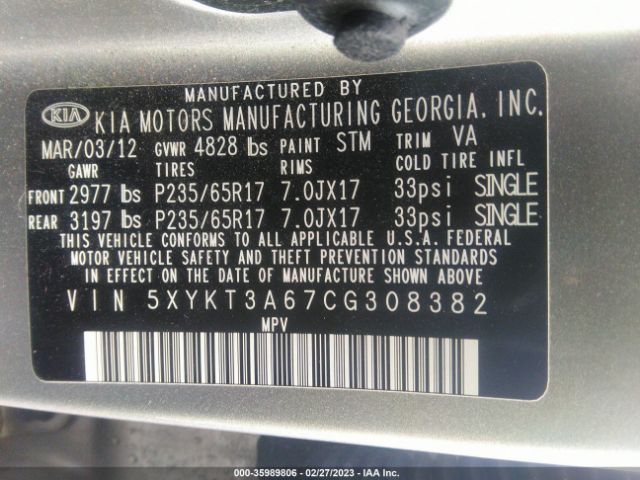 MANUFACTURED BY
KIA KIA MOTORS MANUFACTURING GEORGIA, INC.
MAR/03/12 GVWR 4828 lbs PAINT STM TRIM VA
GAWR TIRES RIMS COLD TIRE INFL
FRONT 2977 lbs P235/65R17 7.0JX17 33psi SINGLE
REAR 3197 lbs P235/65R17 7.0JX17 33psi SINGLE
THIS VEHICLE CONFORMS TO ALL APPLICABLE U.S.A. FEDERAL
MOTOR VEHICLE SAFETY AND THEFT PREVENTION STANDARDS
IN EFFECT ON THE DATE OF MANUFACTURE SHOWN ABOVE.
VIN 5XYKT3A67CG308382
MPV
000-35989806 | 02/27/2023 | IAA Inc.